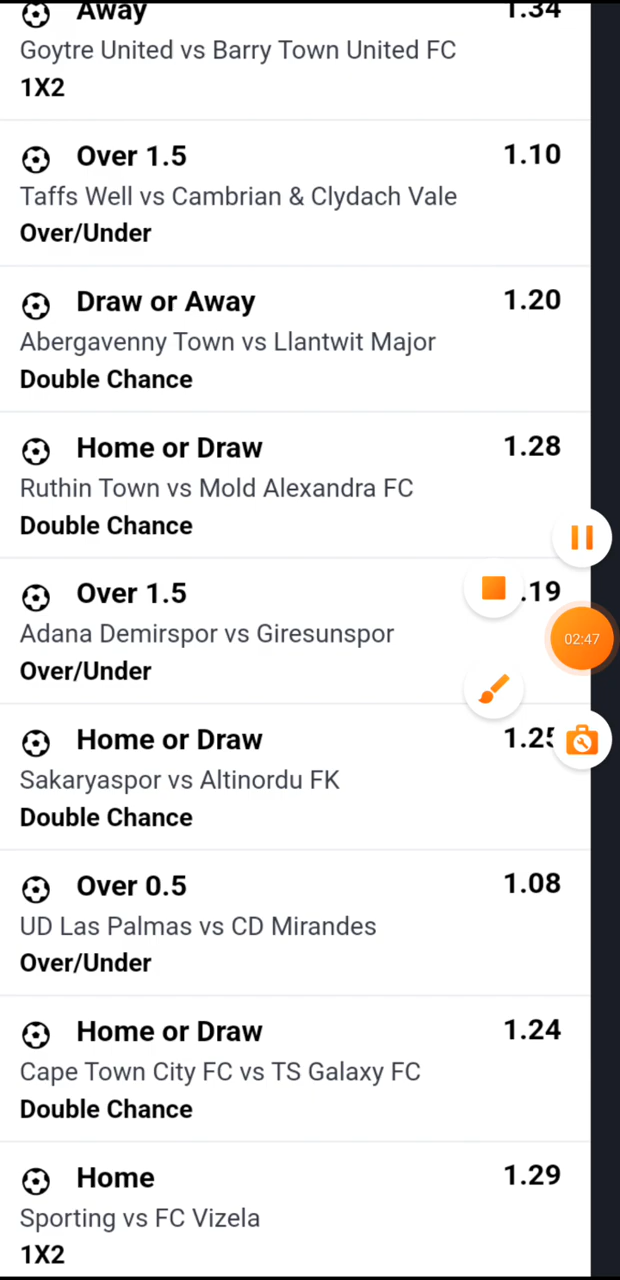 Away 1.34
Goytre United vs Barry Town United FC
1X2
Over 1.5 1.10
Taffs Well vs Cambrian & Clydach Vale
Over/Under
Draw or Away 1.20
Abergavenny Town vs Llantwit Major
Double Chance
Home or Draw 1.28
Ruthin Town vs Mold Alexandra FC
Double Chance
Over 1.5 .19
Adana Demirspor vs Giresunspor
Over/Under
02:47
Home or Draw 1.25
Sakaryaspor vs Altinordu FK
Double Chance
Over 0.5 1.08
UD Las Palmas vs CD Mirandes
Over/Under
Home or Draw 1.24
Cape Town City FC vs TS Galaxy FC
Double Chance
Home 1.29
Sporting vs FC Vizela
1X2